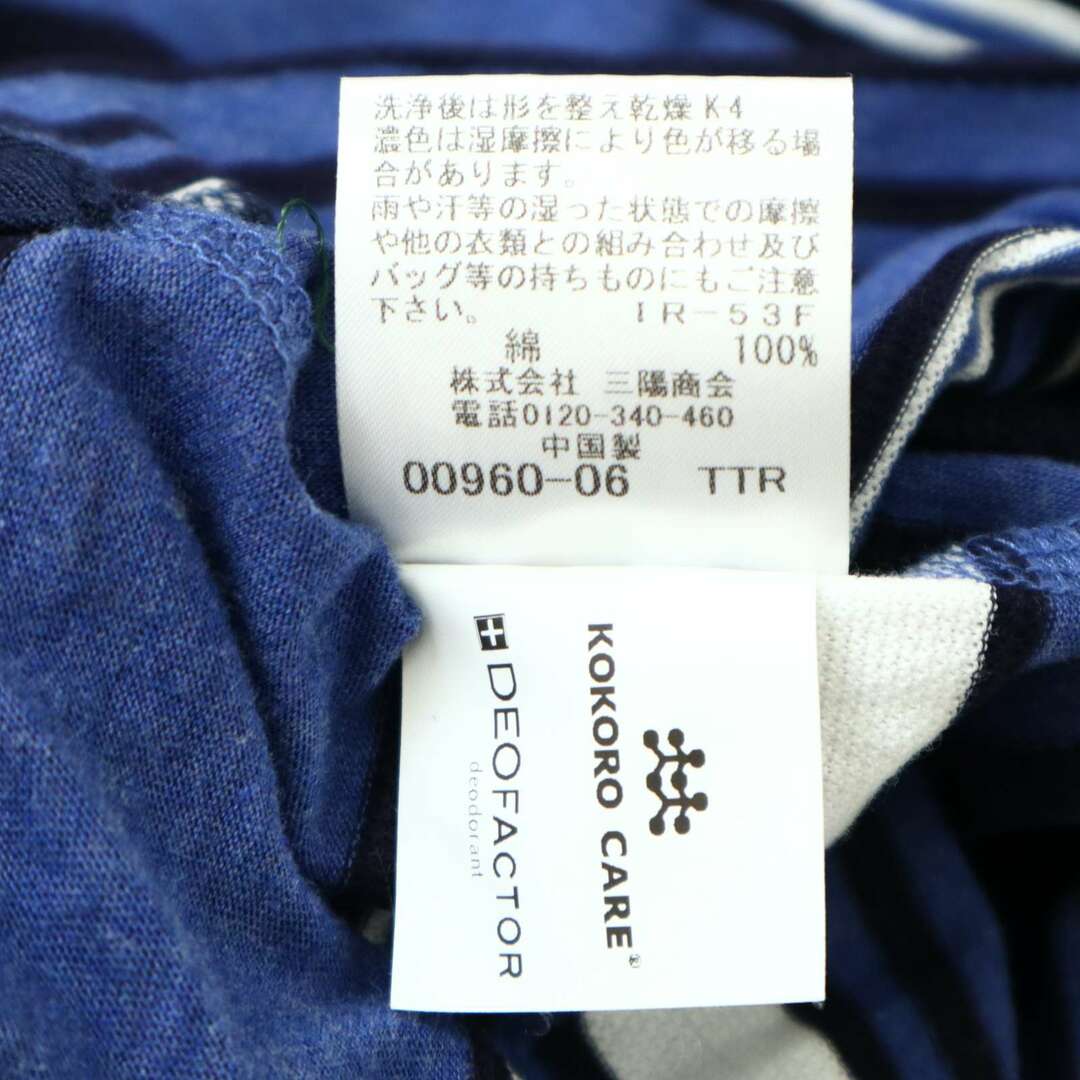 洗浄後は形を整え乾燥 K-4
濃色は湿摩擦により色が移る場
合があります。
雨や汗等の湿った状態での摩擦
や他の衣類との組み合わせ及び
バッグ等の持ちものにもご注意
下さい。 IR-53F
綿 100%
株式会社 三陽商会
電話0120-340-460
中国製
00960-06 TTR
KOKORO CARE®
DEOFACTOR
deodorant